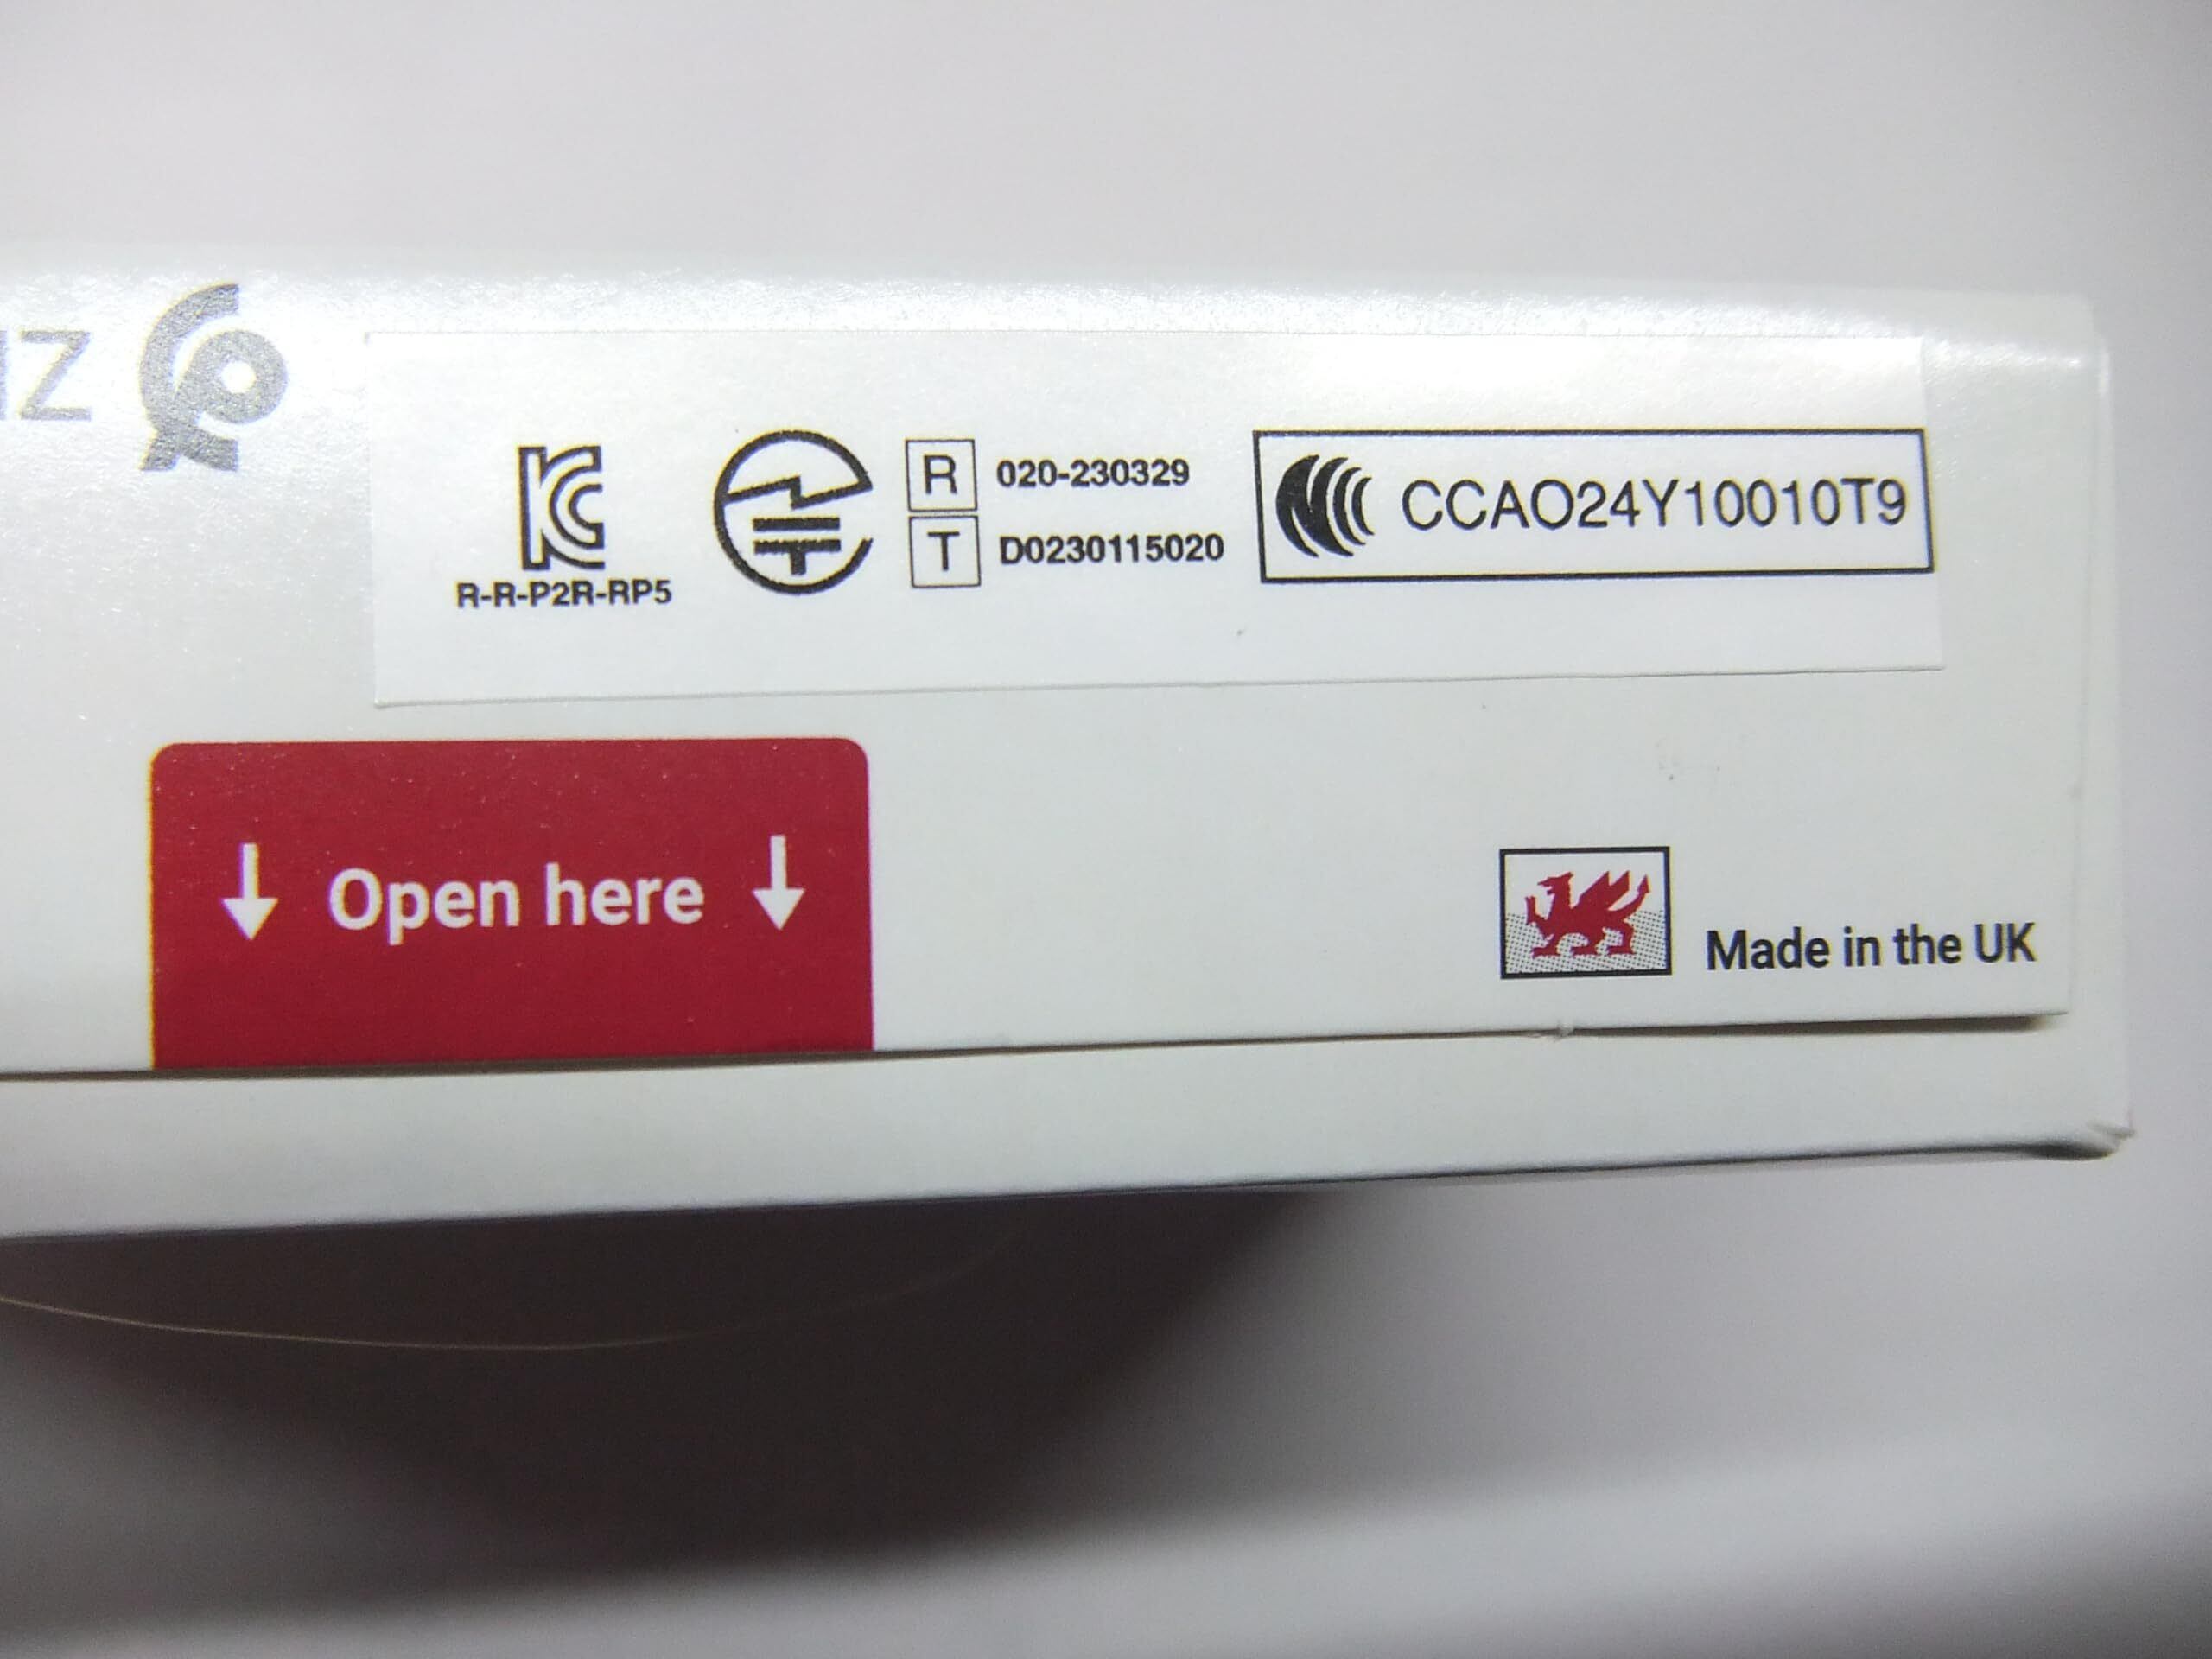 R-R-P2R-RP5
R 020-230329
T D0230115020
CCAO24Y10010T9
Open here
Made in the UK